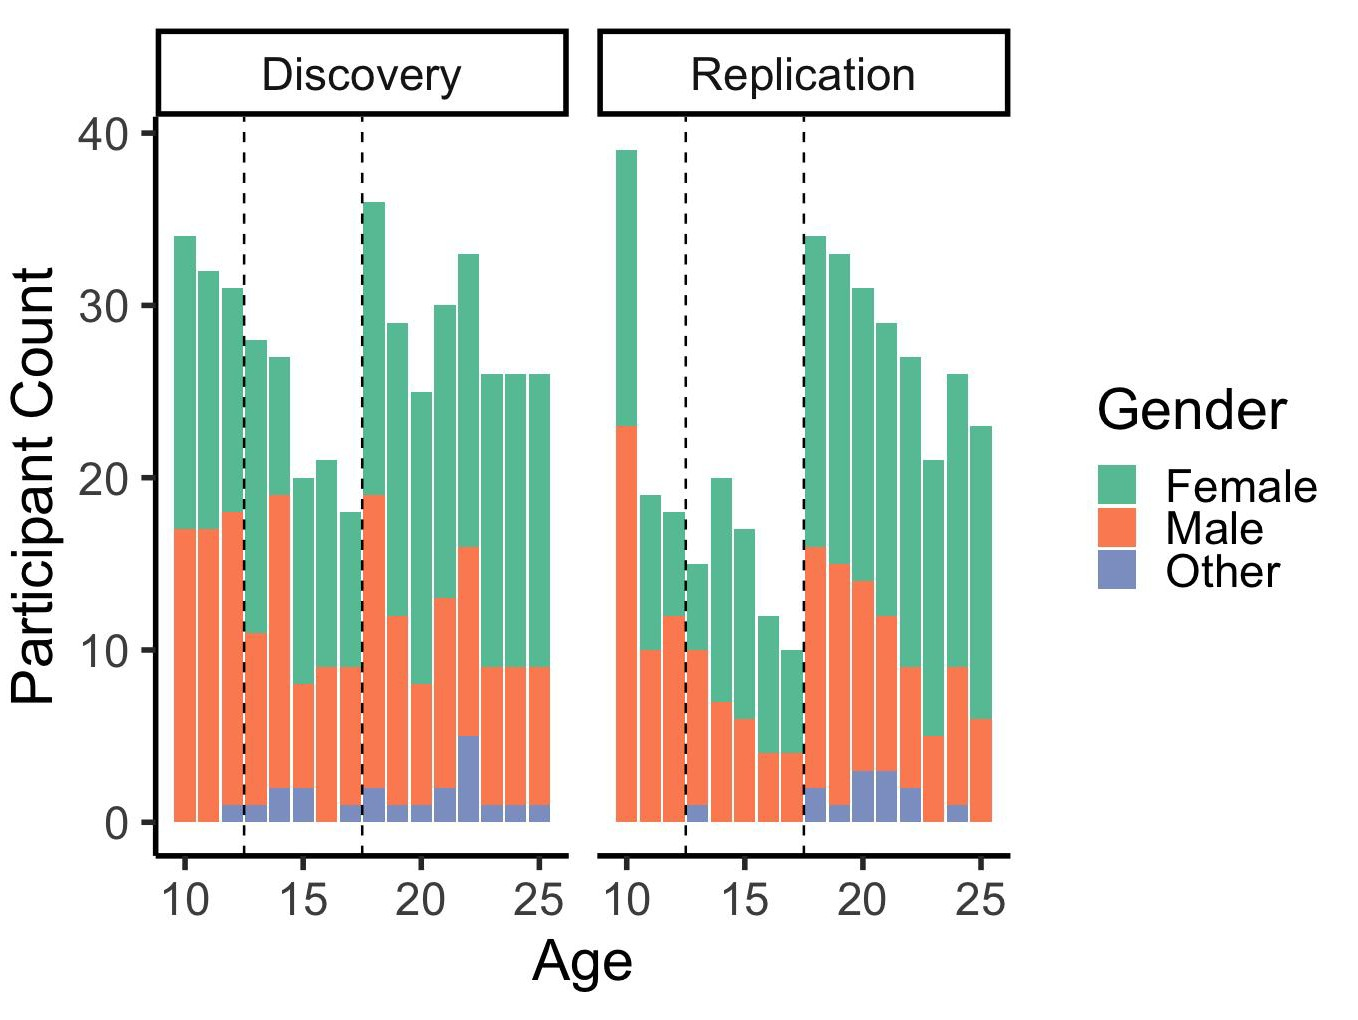 Discovery
Replication
Participant Count
40
30
20
10
0
10 15 20 25
10 15 20 25
Age
Gender
Female
Male
Other